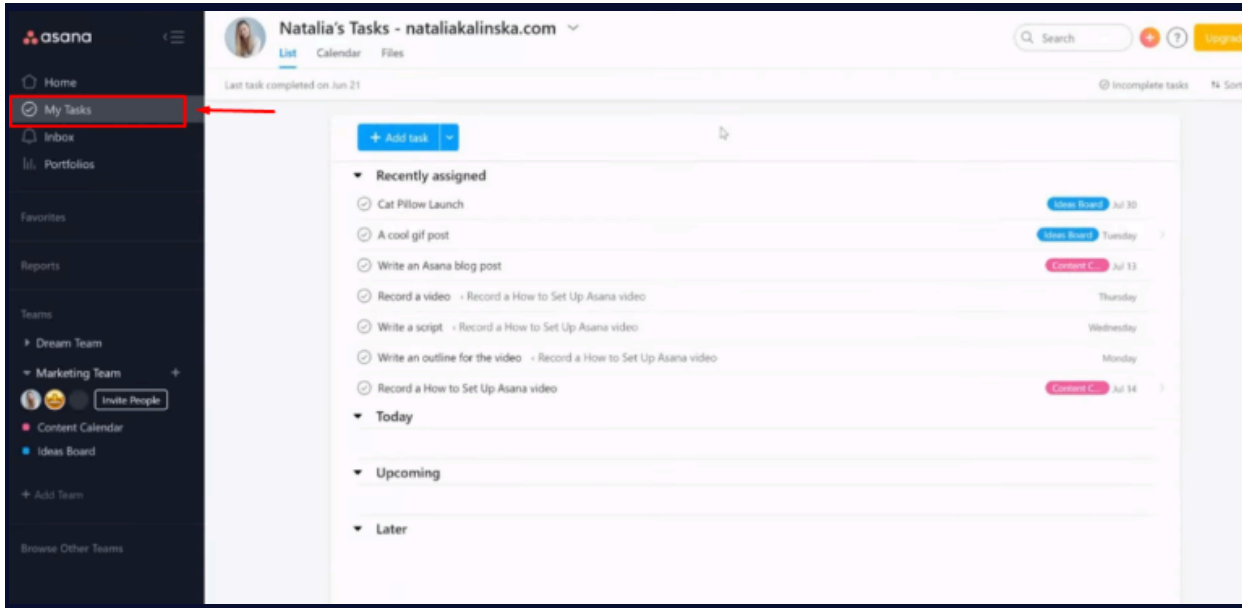 asana
Home
My Tasks
Inbox
Portfolios
Favorites
Reports
Teams
Dream Team
Marketing Team +
Invite People
Content Calendar
Ideas Board
+ Add Team
Browse Other Teams
Natalia's Tasks - nataliakalinska.com
List Calendar Files
Search + ?
Last task completed on Jun 21
Incomplete tasks
+ Add task
Recently assigned
Cat Pillow Launch Ideas Board Jul 30
A cool gif post Ideas Board Tuesday
Write an Asana blog post Content C... Jul 13
Record a video ‹ Record a How to Set Up Asana video Thursday
Write a script ‹ Record a How to Set Up Asana video Wednesday
Write an outline for the video ‹ Record a How to Set Up Asana video Monday
Record a How to Set Up Asana video Content C... Jul 14
Today
Upcoming
Later